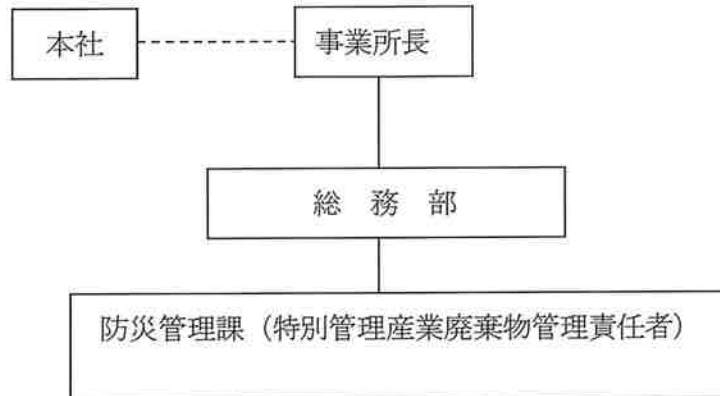 本社
事業所長
総　務　部
防災管理課（特別管理産業廃棄物管理責任者）